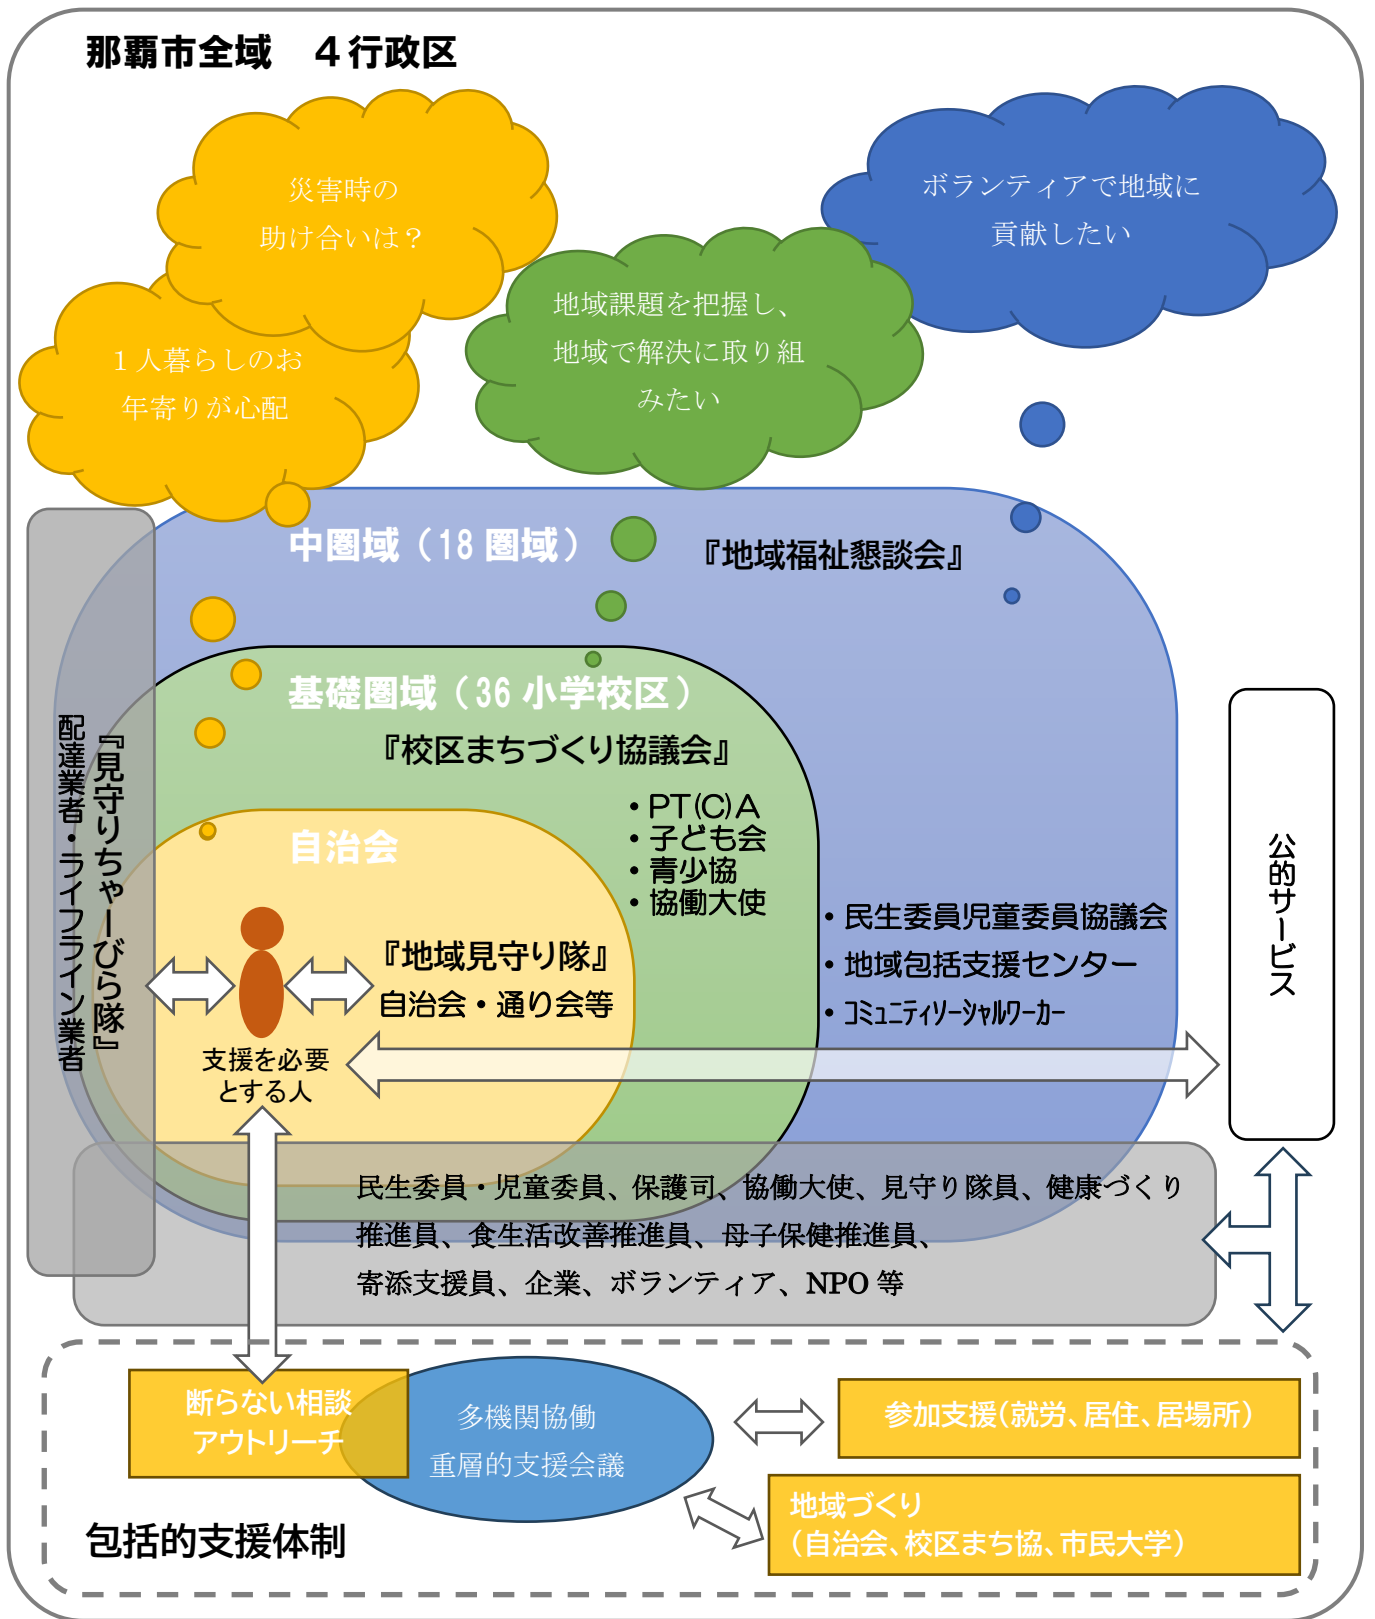 那覇市全域　４行政区
災害時の
助け合いは？
１人暮らしのお
年寄りが心配
地域課題を把握し、
地域で解決に取り組
みたい
ボランティアで地域に
貢献したい
中圏域（18 圏域）
『地域福祉懇談会』
基礎圏域（36 小学校区）
『校区まちづくり協議会』
・PT(C)A
・子ども会
・青少協
・協働大使
自治会
『地域見守り隊』
自治会・通り会等
・民生委員児童委員協議会
・地域包括支援センター
・ｺﾐｭﾆﾃｨｿｰｼｬﾙﾜｰｶｰ
『見守りちゃーびら隊』
配達業者・ライフライン業者
支援を必要
とする人
公的サービス
民生委員・児童委員、保護司、協働大使、見守り隊員、健康づくり
推進員、食生活改善推進員、母子保健推進員、
寄添支援員、企業、ボランティア、NPO 等
断らない相談
アウトリーチ
多機関協働
重層的支援会議
参加支援（就労、居住、居場所）
地域づくり
（自治会、校区まち協、市民大学）
包括的支援体制